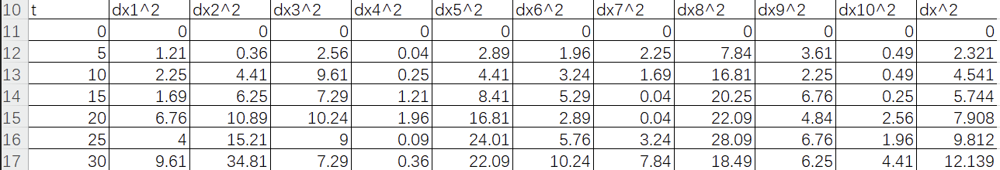 10 t dx1^2 dx2^2 dx3^2 dx4^2 dx5^2 dx6^2 dx7^2 dx8^2 dx9^2 dx10^2 dx^2
11 0 0 0 0 0 0 0 0 0 0 0 0
12 5 1.21 0.36 2.56 0.04 2.89 1.96 2.25 7.84 3.61 0.49 2.321
13 10 2.25 4.41 9.61 0.25 4.41 3.24 1.69 16.81 2.25 0.49 4.541
14 15 1.69 6.25 7.29 1.21 8.41 5.29 0.04 20.25 6.76 0.25 5.744
15 20 6.76 10.89 10.24 1.96 16.81 2.89 0.04 22.09 4.84 2.56 7.908
16 25 4 15.21 9 0.09 24.01 5.76 3.24 28.09 6.76 1.96 9.812
17 30 9.61 34.81 7.29 0.36 22.09 10.24 7.84 18.49 6.25 4.41 12.139